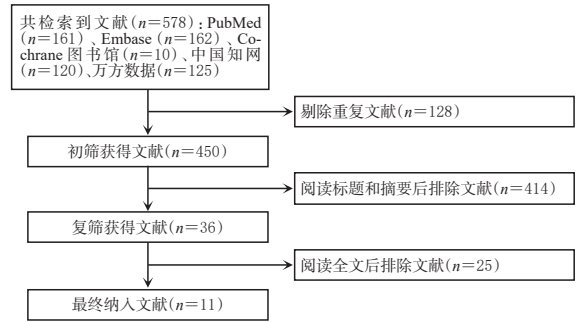 共检索到文献(n=578)：PubMed
(n=161)、Embase (n=162)、Co-
chrane 图书馆(n=10)、中国知网
(n=120)、万方数据(n=125)
剔除重复文献(n=128)
初筛获得文献(n=450)
阅读标题和摘要后排除文献(n=414)
复筛获得文献(n=36)
阅读全文后排除文献(n=25)
最终纳入文献(n=11)